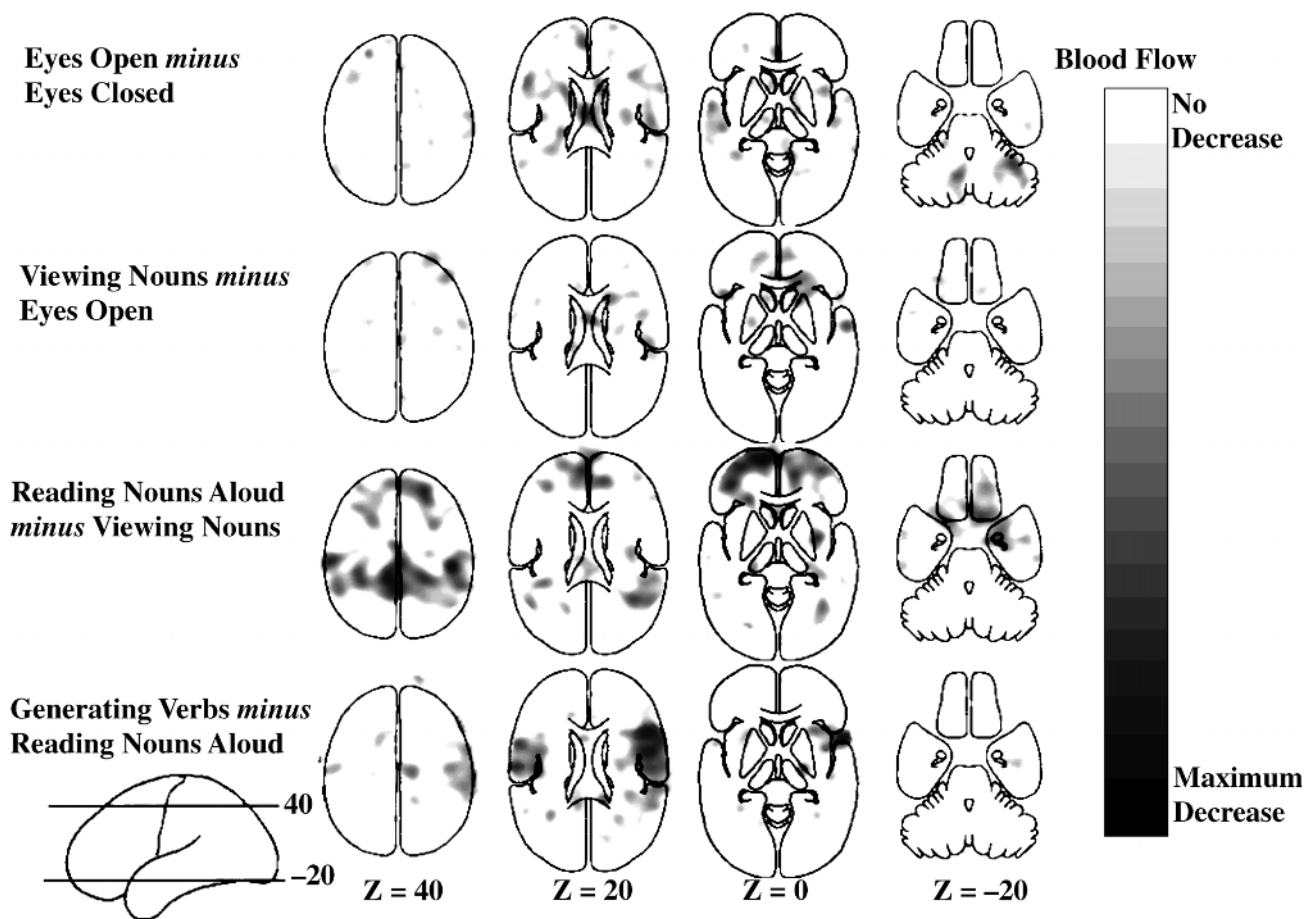 Eyes Open minus
Eyes Closed
Blood Flow
No
Decrease
Viewing Nouns minus
Eyes Open
Reading Nouns Aloud
minus Viewing Nouns
Generating Verbs minus
Reading Nouns Aloud
40
–20
Maximum
Decrease
Z = 40
Z = 20
Z = 0
Z = –20